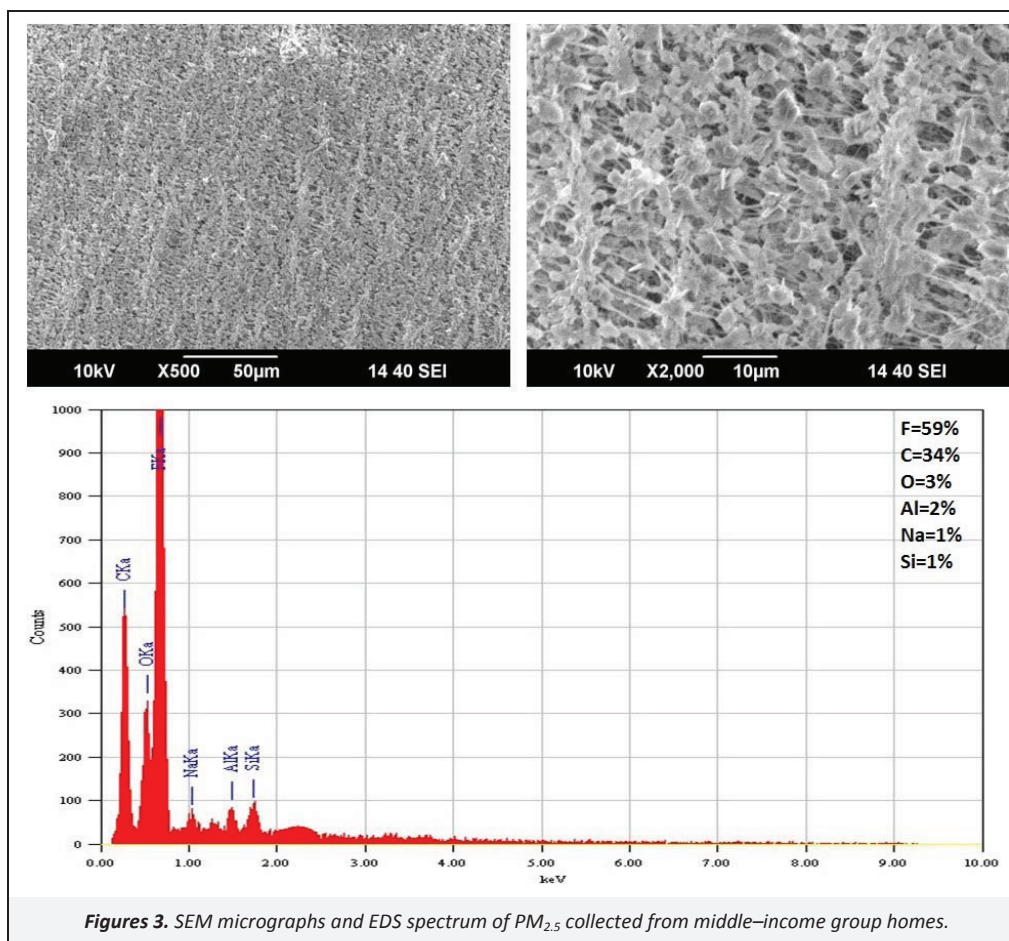 10kV X500 50µm 14 40 SEI
10kV X2,000 10µm 14 40 SEI
1000
900
800
700
600
500
400
300
200
100
0
Counts
CKa
OKa
FKa
NaKa
AlKa
SiKa
F=59%
C=34%
O=3%
Al=2%
Na=1%
Si=1%
0.00 1.00 2.00 3.00 4.00 5.00 6.00 7.00 8.00 9.00 10.00
keV
Figures 3. SEM micrographs and EDS spectrum of PM2.5 collected from middle–income group homes.